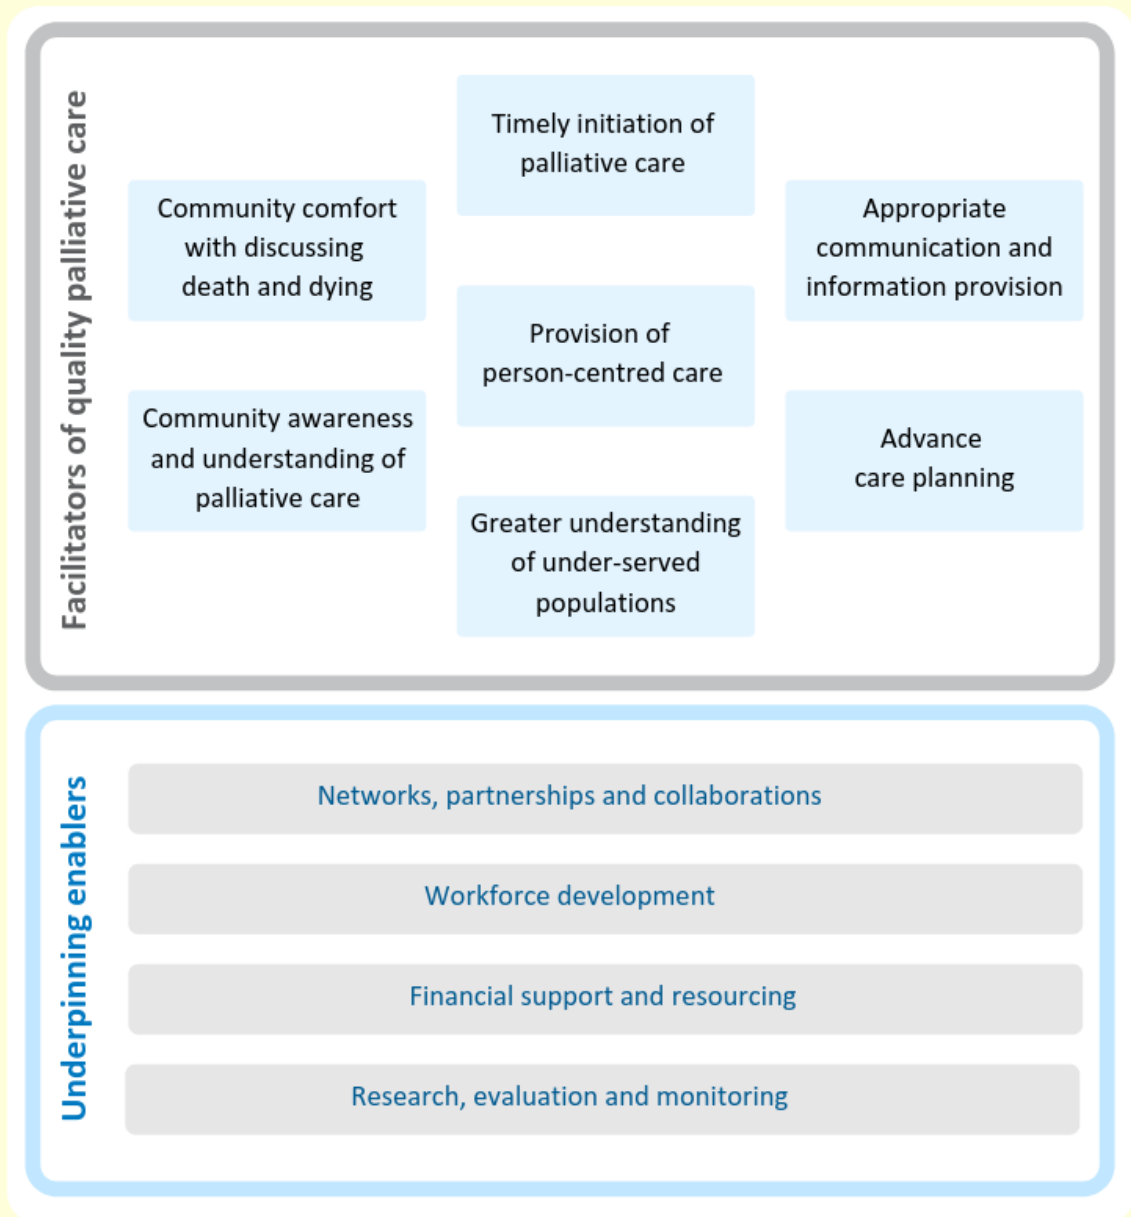 Facilitators of quality palliative care
Timely initiation of
palliative care
Community comfort
with discussing
death and dying
Appropriate
communication and
information provision
Provision of
person-centred care
Community awareness
and understanding of
palliative care
Advance
care planning
Greater understanding
of under-served
populations
Underpinning enablers
Networks, partnerships and collaborations
Workforce development
Financial support and resourcing
Research, evaluation and monitoring